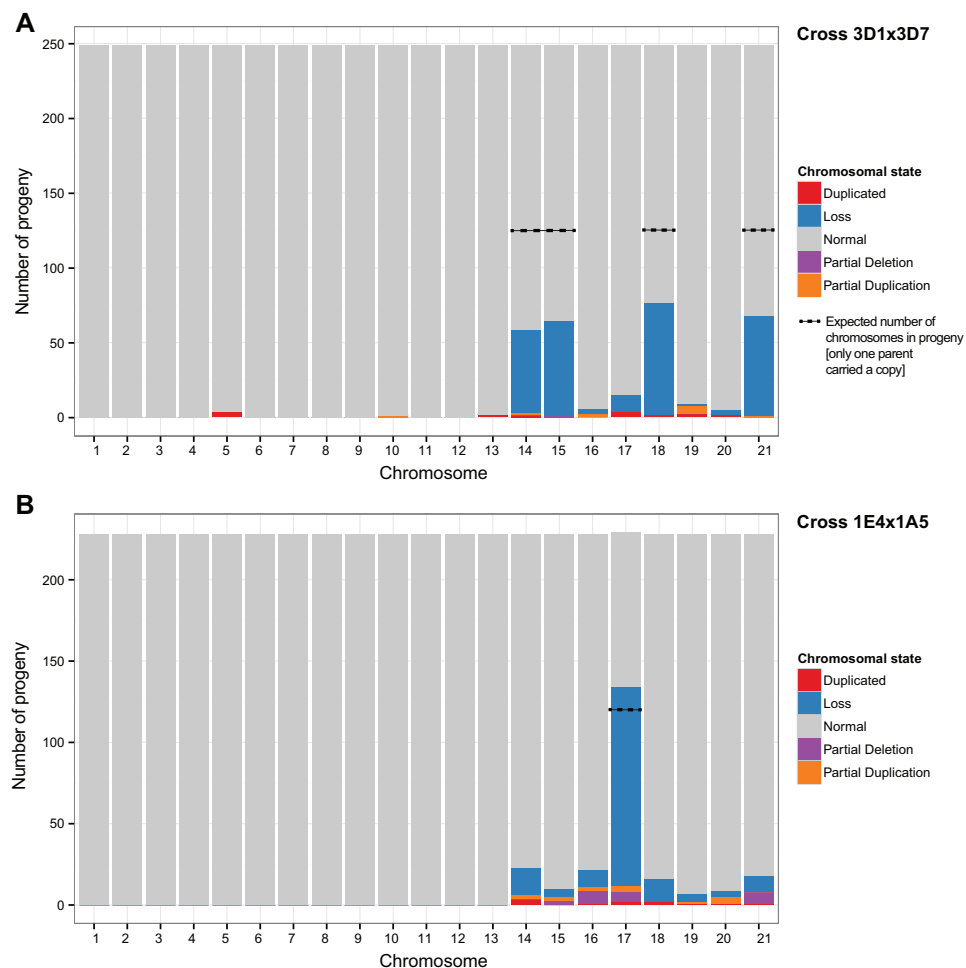 A
Cross 3D1x3D7
Number of progeny
250
200
150
100
50
0
1 2 3 4 5 6 7 8 9 10 11 12 13 14 15 16 17 18 19 20 21
Chromosome
Chromosomal state
Duplicated
Loss
Normal
Partial Deletion
Partial Duplication
Expected number of
chromosomes in progeny
[only one parent
carried a copy]
B
Cross 1E4x1A5
Number of progeny
200
150
100
50
0
1 2 3 4 5 6 7 8 9 10 11 12 13 14 15 16 17 18 19 20 21
Chromosome
Chromosomal state
Duplicated
Loss
Normal
Partial Deletion
Partial Duplication